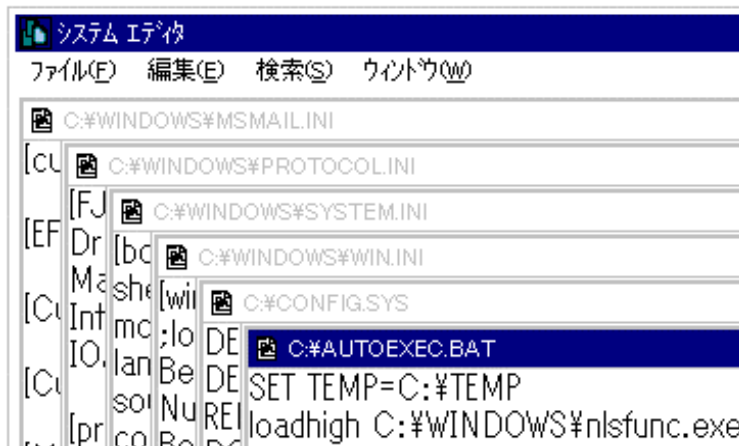 システム エディタ
ファイル(F) 編集(E) 検索(S) ウィンドウ(W)
C:¥WINDOWS¥MSMAIL.INI
C:¥WINDOWS¥PROTOCOL.INI
C:¥WINDOWS¥SYSTEM.INI
C:¥WINDOWS¥WIN.INI
C:¥CONFIG.SYS
C:¥AUTOEXEC.BAT
SET TEMP=C:¥TEMP
loadhigh C:¥WINDOWS¥nlsfunc.exe